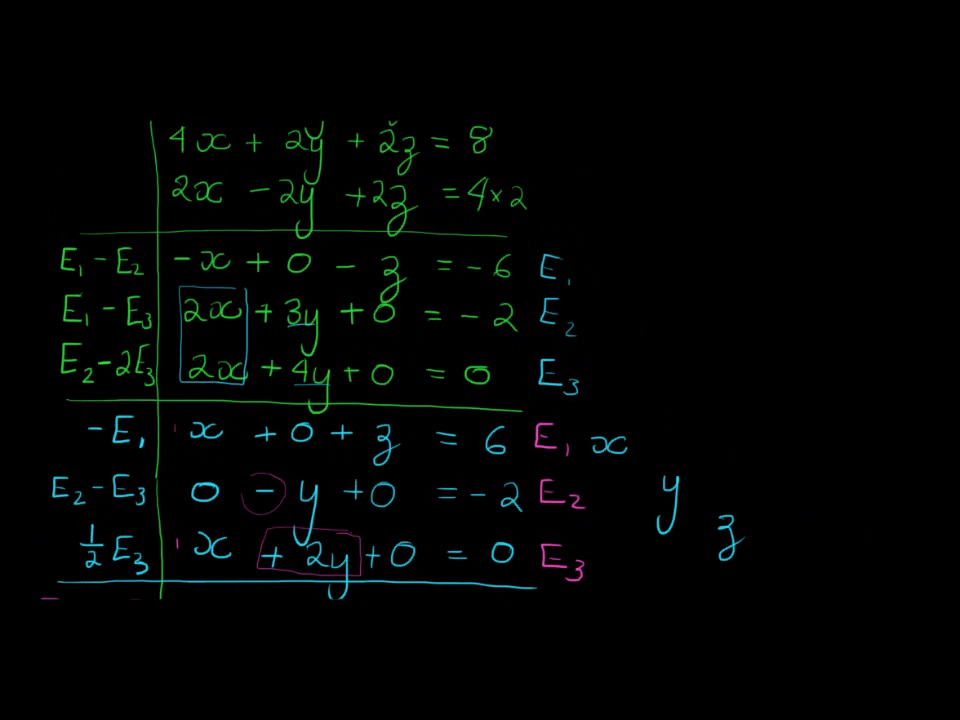 4x + 2y + 2z = 8
2x - 2y + 2z = 4 × 2
E₁ - E₂ -x + 0 - z = -6 E₁
E₁ - E₃ 2x + 3y + 0 = -2 E₂
E₂ - 2E₃ 2x + 4y + 0 = 0 E₃
-E₁ x + 0 + z = 6 E₁ x
E₂ - E₃ 0 - y + 0 = -2 E₂ y
½E₃ x + 2y + 0 = 0 E₃ z